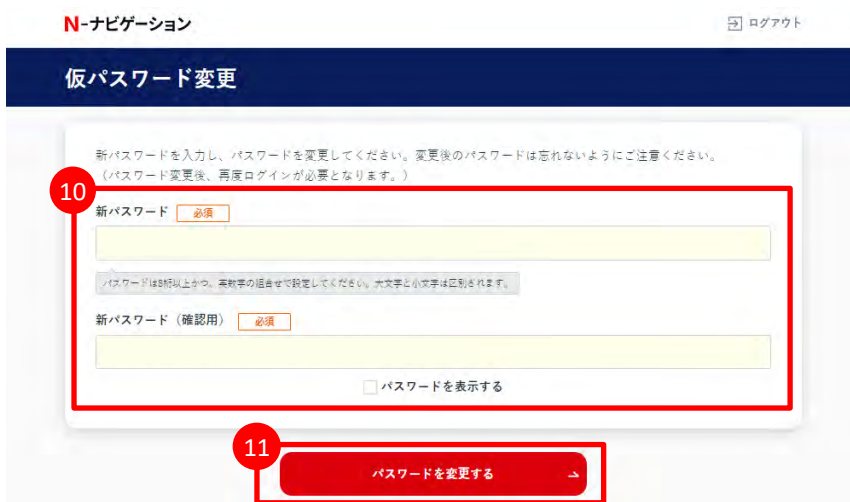 N-ナビゲーション
ログアウト
仮パスワード変更
新パスワードを入力し、パスワードを変更してください。変更後のパスワードは忘れないようにご注意ください。
（パスワード変更後、再度ログインが必要となります。）
10
新パスワード 必須
パスワードは8桁以上かつ、英数字の組合せで設定してください。大文字と小文字は区別されます。
新パスワード（確認用） 必須
パスワードを表示する
11
パスワードを変更する